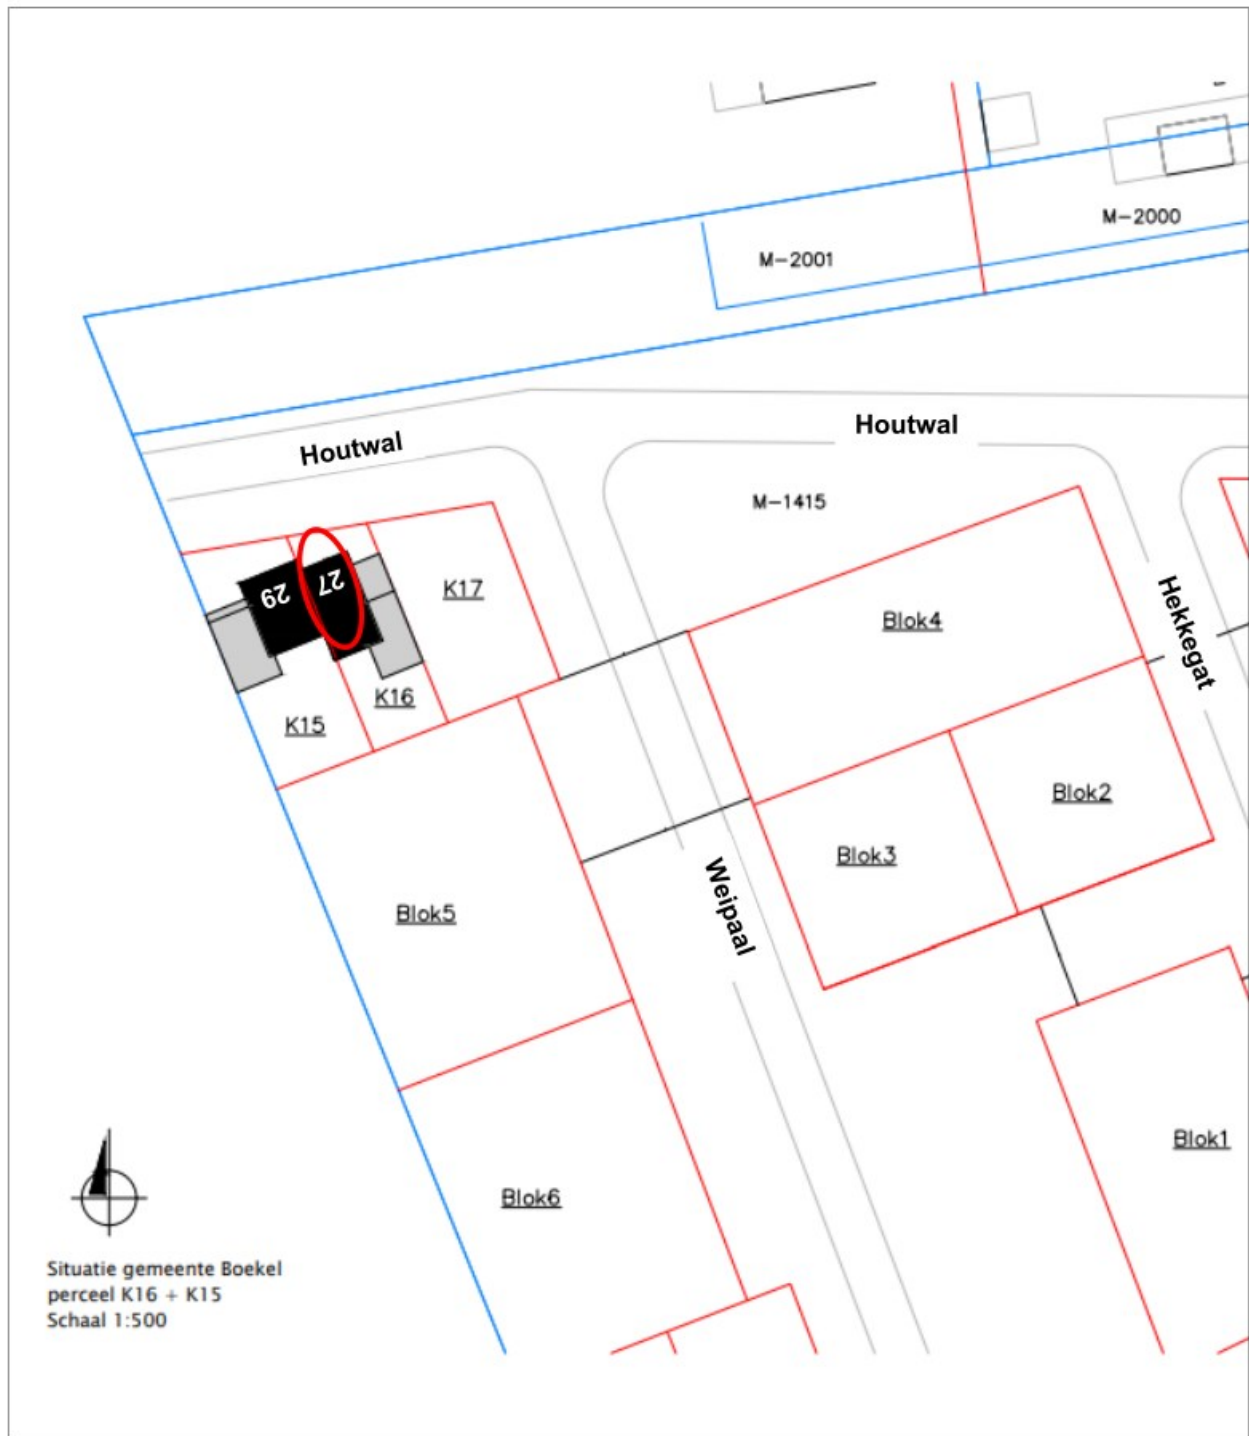 M-2000
M-2001
Houtwal
Houtwal
M-1415
29
27
K17
Blok4
Hekkegat
K16
K15
Blok2
Blok3
Weipaal
Blok5
Blok1
Blok6
Situatie gemeente Boekel
perceel K16 + K15
Schaal 1:500